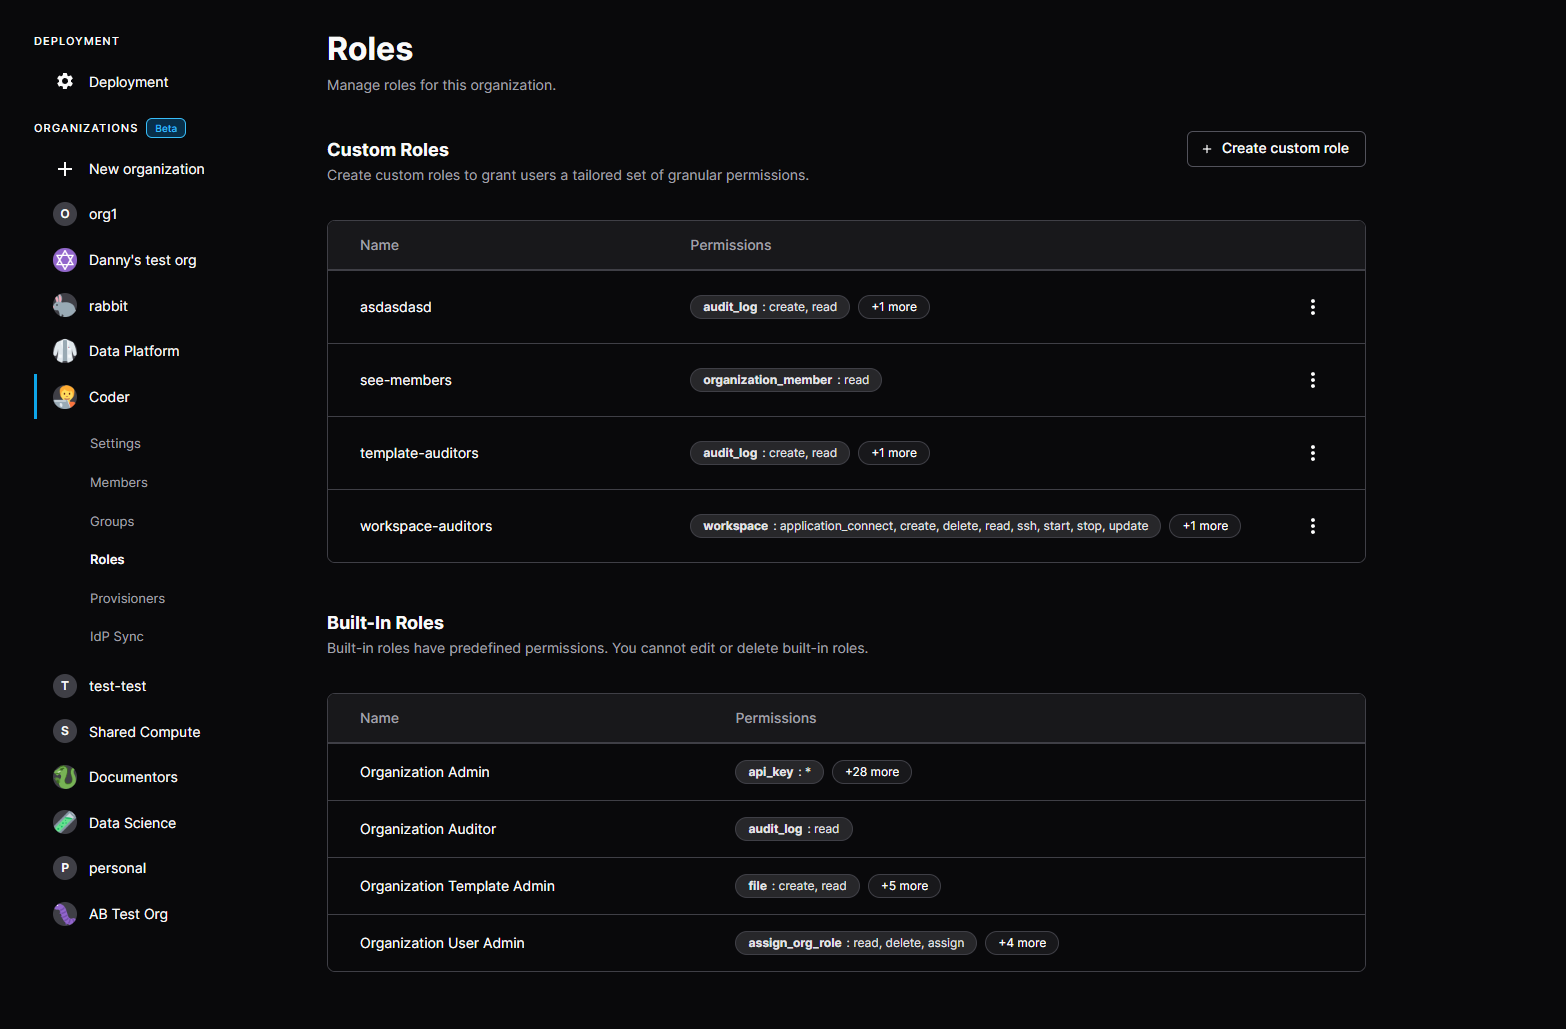 DEPLOYMENT
Deployment
ORGANIZATIONS Beta
New organization
O org1
Danny's test org
rabbit
Data Platform
Coder
Settings
Members
Groups
Roles
Provisioners
IdP Sync
T test-test
S Shared Compute
Documentors
Data Science
P personal
AB Test Org
Roles
Manage roles for this organization.
Custom Roles
Create custom roles to grant users a tailored set of granular permissions.
+ Create custom role
Name Permissions
asdasdasd audit_log : create, read +1 more
see-members organization_member : read
template-auditors audit_log : create, read +1 more
workspace-auditors workspace : application_connect, create, delete, read, ssh, start, stop, update +1 more
Built-In Roles
Built-in roles have predefined permissions. You cannot edit or delete built-in roles.
Name Permissions
Organization Admin api_key : * +28 more
Organization Auditor audit_log : read
Organization Template Admin file : create, read +5 more
Organization User Admin assign_org_role : read, delete, assign +4 more